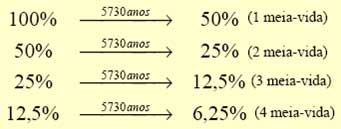 100% 5730anos 50% (1 meia-vida)
50% 5730anos 25% (2 meia-vida)
25% 5730anos 12,5% (3 meia-vida)
12,5% 5730anos 6,25% (4 meia-vida)